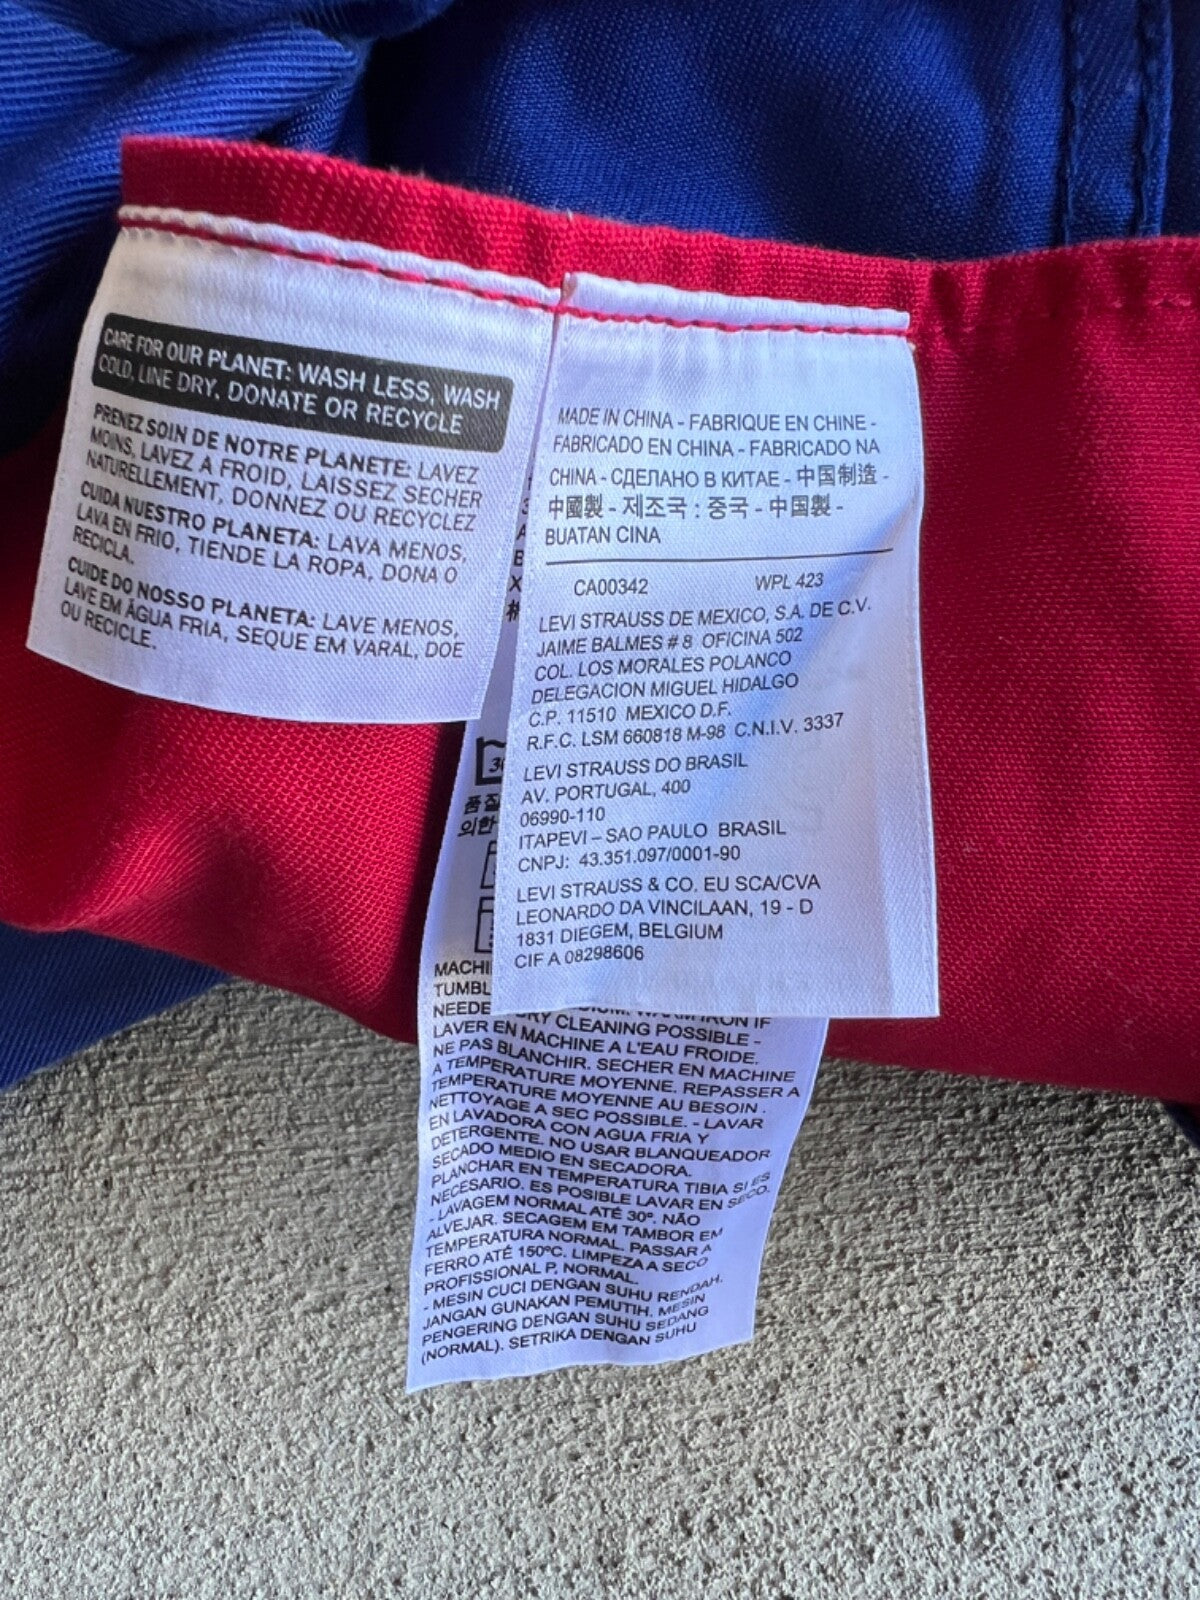 CARE FOR OUR PLANET: WASH LESS, WASH
COLD, LINE DRY, DONATE OR RECYCLE
PRENEZ SOIN DE NOTRE PLANETE: LAVEZ
MOINS, LAVEZ À FROID, LAISSEZ SECHER
NATURELLEMENT, DONNEZ OU RECYCLEZ
CUIDA NUESTRO PLANETA: LAVA MENOS,
LAVA EN FRIO, TIENDE LA ROPA, DONA O
RECICLA.
CUIDE DO NOSSO PLANETA: LAVE MENOS,
LAVE EM ÁGUA FRIA, SEQUE EM VARAL, DOE
OU RECICLE.
MADE IN CHINA - FABRIQUE EN CHINE -
FABRICADO EN CHINA - FABRICADO NA
CHINA - СДЕЛАНО В КИТАЕ - 中国制造 -
中國製 - 제조국 : 중국 - 中国製 -
BUATAN CINA
CA00342 WPL 423
LEVI STRAUSS DE MEXICO, S.A. DE C.V.
JAIME BALMES # 8 OFICINA 502
COL. LOS MORALES POLANCO
DELEGACION MIGUEL HIDALGO
C.P. 11510 MEXICO D.F.
R.F.C. LSM 660818 M-98 C.N.I.V. 3337
LEVI STRAUSS DO BRASIL
AV. PORTUGAL, 400
06990-110
ITAPEVI – SAO PAULO BRASIL
CNPJ: 43.351.097/0001-90
LEVI STRAUSS & CO. EU SCA/CVA
LEONARDO DA VINCILAAN, 19 - D
1831 DIEGEM, BELGIUM
CIF A 08298606
품질
의한
MACHI
TUMBL
NEEDE WARM IRON IF
DRY CLEANING POSSIBLE -
LAVER EN MACHINE A L'EAU FROIDE.
NE PAS BLANCHIR. SECHER EN MACHINE
A TEMPERATURE MOYENNE. REPASSER A
TEMPERATURE MOYENNE AU BESOIN .
NETTOYAGE A SEC POSSIBLE. - LAVAR
EN LAVADORA CON AGUA FRIA Y
DETERGENTE. NO USAR BLANQUEADOR
SECADO MEDIO EN SECADORA.
PLANCHAR EN TEMPERATURA TIBIA SI ES
NECESARIO. ES POSIBLE LAVAR EN SECO.
- LAVAGEM NORMAL ATÉ 30º. NÃO
ALVEJAR. SECAGEM EM TAMBOR EM
TEMPERATURA NORMAL. PASSAR A
FERRO ATÉ 150ºC. LIMPEZA A SECO
PROFISSIONAL P. NORMAL.
- MESIN CUCI DENGAN SUHU RENDAH.
JANGAN GUNAKAN PEMUTIH. MESIN
PENGERING DENGAN SUHU SEDANG
(NORMAL). SETRIKA DENGAN SUHU